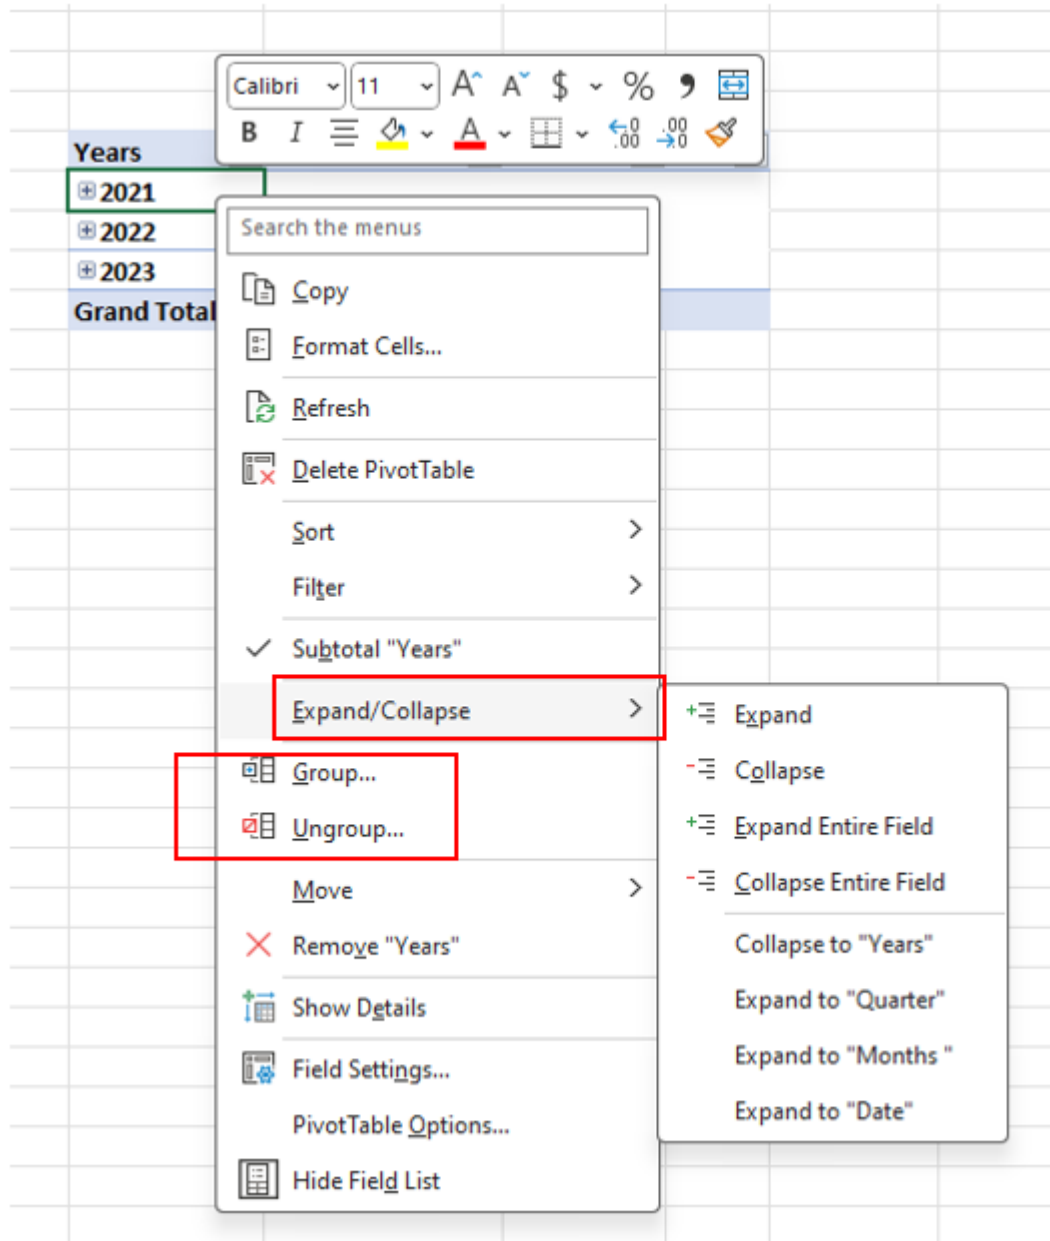 Calibri 11 A A $ % ,
B I A .00 .00
Years
2021
2022
2023
Grand Total
Search the menus
Copy
Format Cells...
Refresh
Delete PivotTable
Sort
Filter
Subtotal "Years"
Expand/Collapse
Group...
Ungroup...
Move
Remove "Years"
Show Details
Field Settings...
PivotTable Options...
Hide Field List
Expand
Collapse
Expand Entire Field
Collapse Entire Field
Collapse to "Years"
Expand to "Quarter"
Expand to "Months "
Expand to "Date"